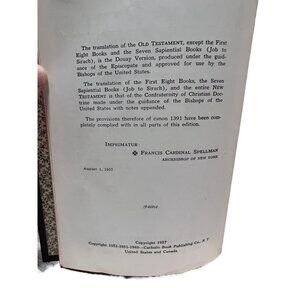 The translation of the OLD TESTAMENT, except the First
Eight Books and the Seven Sapiential Books (Job to
Sirach), is the Douay Version, produced under the guid-
ance of the Episcopate and approved for use by the
Bishops of the United States.
The translation of the First Eight Books, the Seven
Sapiential Books (Job to Sirach), and the entire NEW
TESTAMENT is that of the Confraternity of Christian Doc-
trine made under the guidance of the Bishops of the
United States with notes appended.
The provisions therefore of canon 1391 have been com-
pletely complied with in all parts of this edition.
IMPRIMATUR:
✠ FRANCIS CARDINAL SPELLMAN
ARCHBISHOP OF NEW YORK
August 1, 1957
Copyright 1957
Catholic Book Publishing Co., N. Y.
United States and Canada